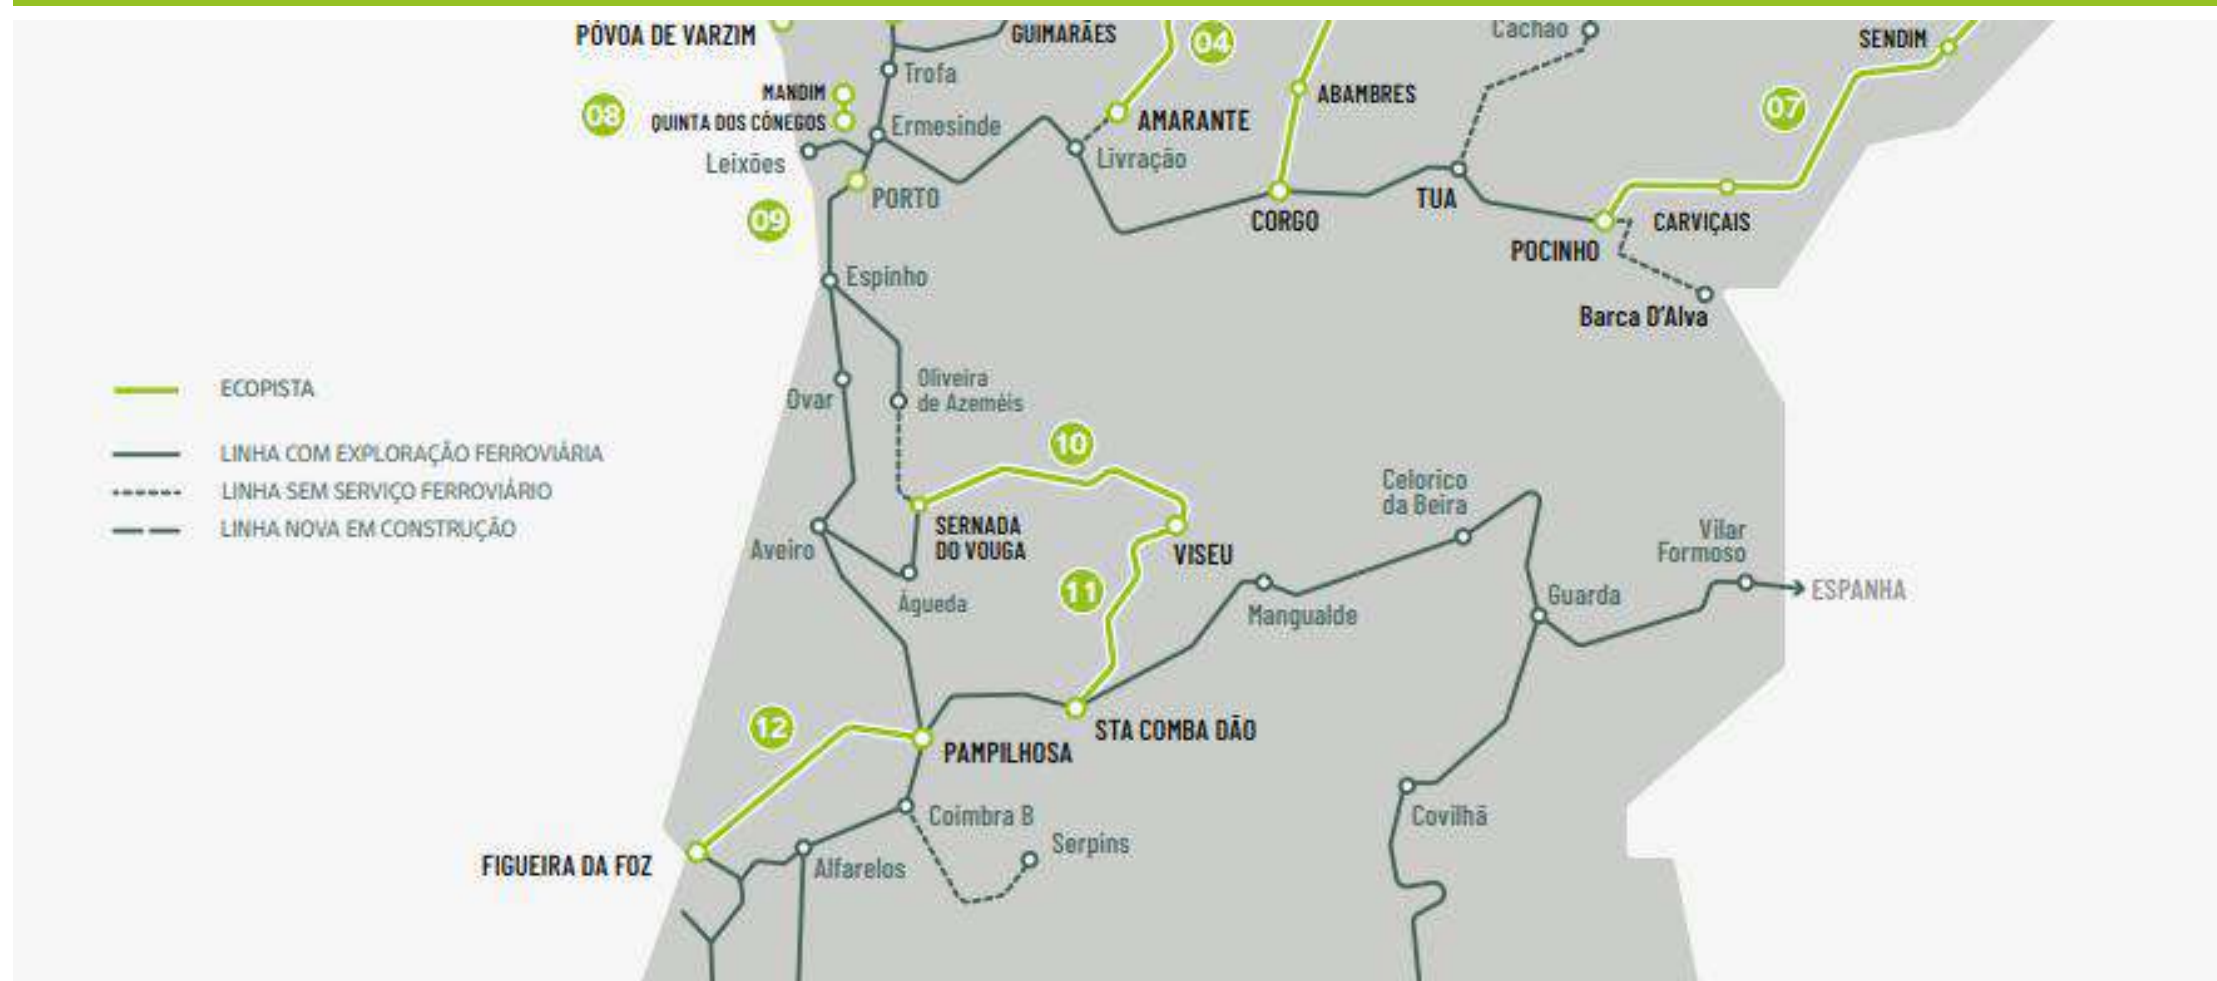 PÓVOA DE VARZIM
GUIMARÃES
04
Cachão
SENDIM
Trofa
MANDIM
ABAMBRES
07
08
QUINTA DOS CÔNEGOS
Ermesinde
AMARANTE
Leixões
Livração
PORTO
TUA
09
CORGO
CARVIÇAIS
POCINHO
Espinho
Barca D'Alva
ECOPISTA
Oliveira
de Azeméis
Ovar
LINHA COM EXPLORAÇÃO FERROVIÁRIA
LINHA SEM SERVIÇO FERROVIÁRIO
LINHA NOVA EM CONSTRUÇÃO
10
Celorico
da Beira
SERNADA
DO VOUGA
Aveiro
VISEU
Vilar
Formoso
11
Águeda
Mangualde
Guarda
ESPANHA
12
STA COMBA DÃO
PAMPILHOSA
Coimbra B
Covilhã
Serpins
FIGUEIRA DA FOZ
Alfarelos